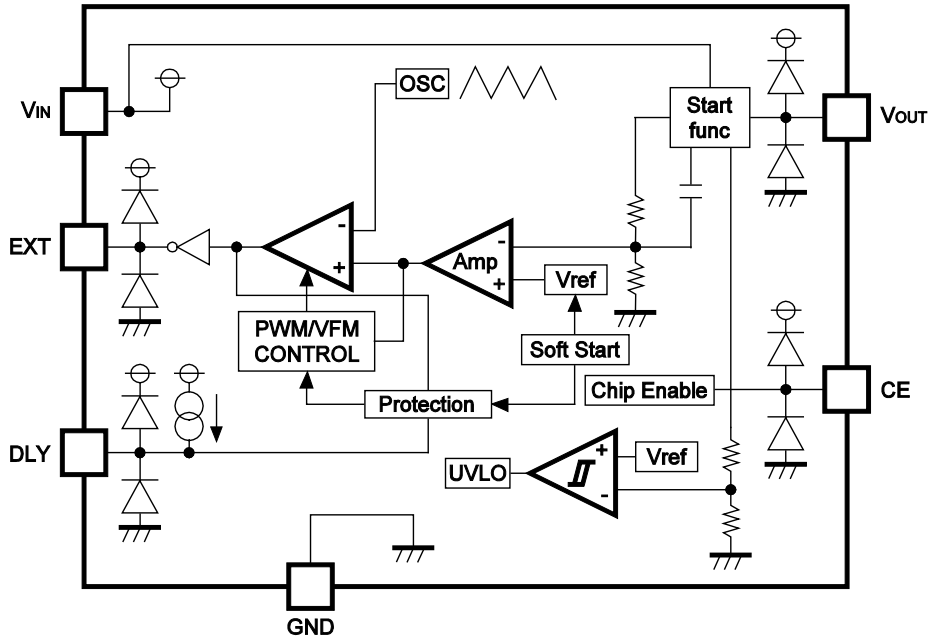 OSC
VIN
Start
func
VOUT
-
EXT
-
+
Amp
-
+
Vref
PWM/VFM
CONTROL
Soft Start
Chip Enable
CE
Protection
DLY
UVLO
+
-
Vref
GND